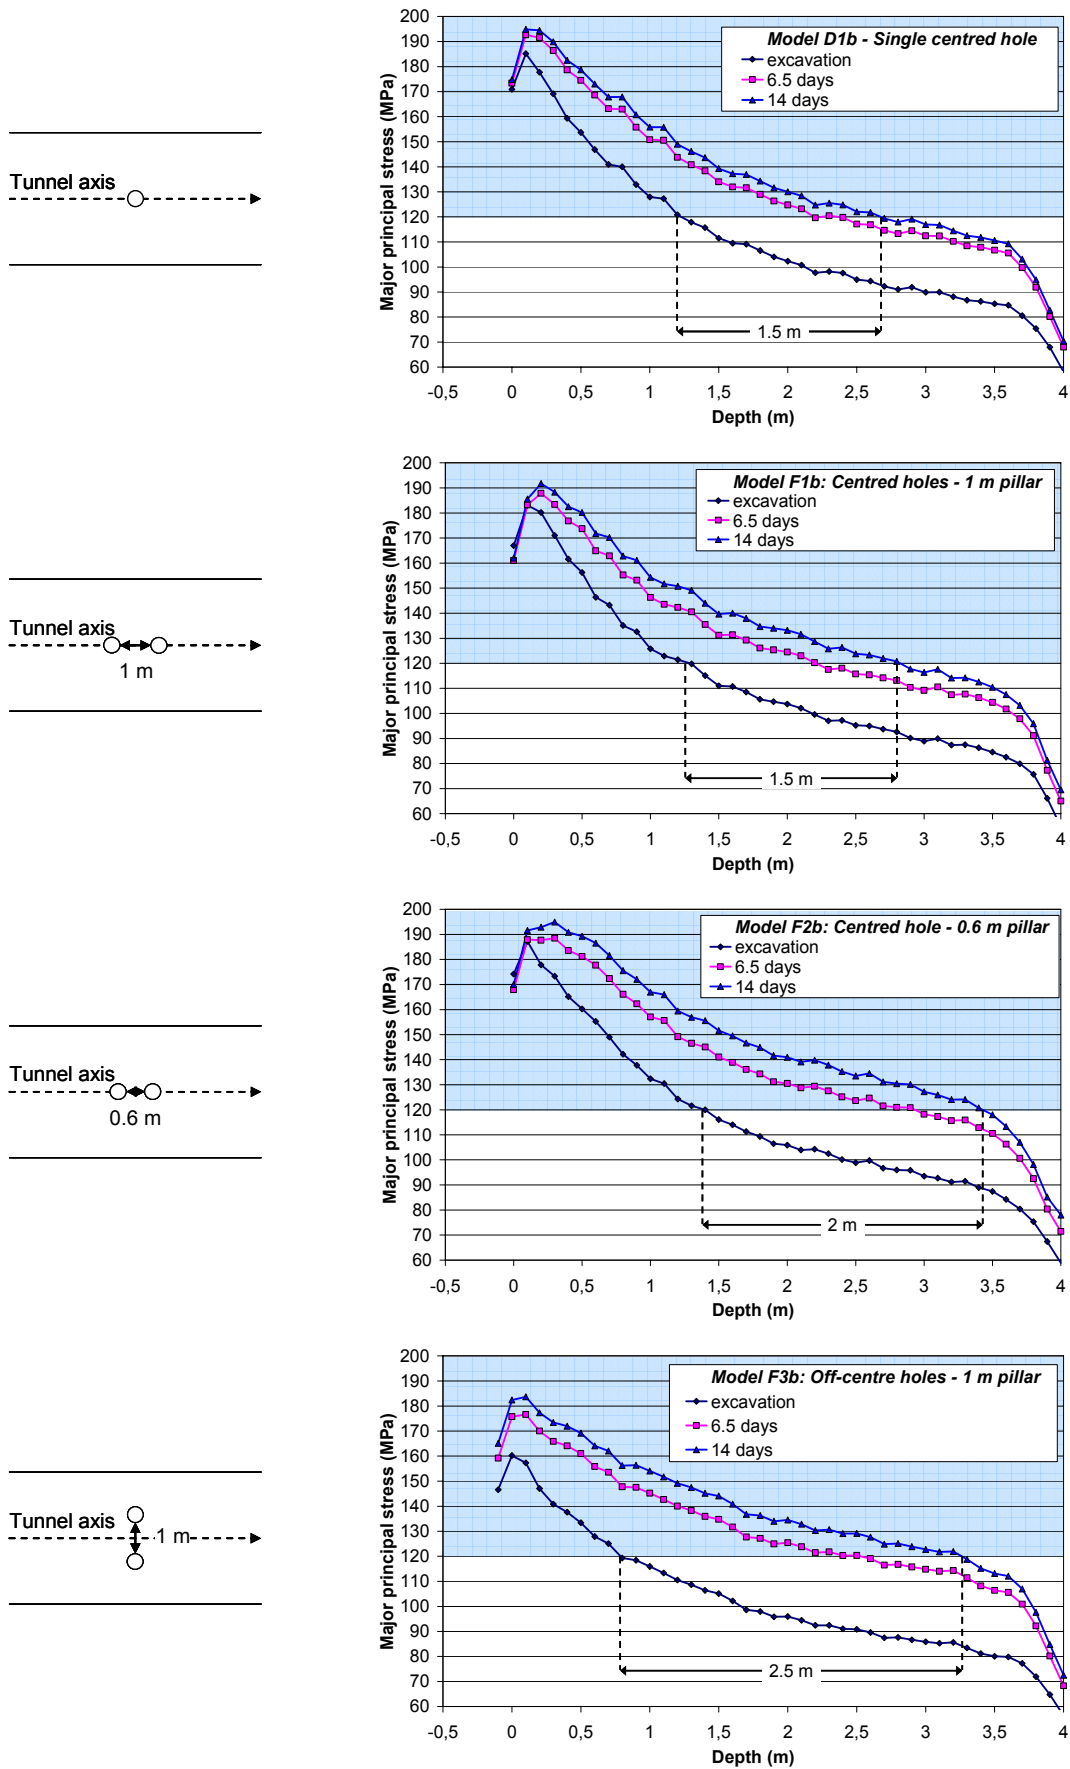 Model D1b - Single centred hole
excavation
6.5 days
14 days
Major principal stress (MPa)
200
190
180
170
160
150
140
130
120
110
100
90
80
70
60
1.5 m
-0,5 0 0,5 1 1,5 2 2,5 3 3,5 4
Depth (m)
Tunnel axis
Model F1b: Centred holes - 1 m pillar
excavation
6.5 days
14 days
Major principal stress (MPa)
200
190
180
170
160
150
140
130
120
110
100
90
80
70
60
1.5 m
-0,5 0 0,5 1 1,5 2 2,5 3 3,5 4
Depth (m)
Tunnel axis
1 m
Model F2b: Centred hole - 0.6 m pillar
excavation
6.5 days
14 days
Major principal stress (MPa)
200
190
180
170
160
150
140
130
120
110
100
90
80
70
60
2 m
-0,5 0 0,5 1 1,5 2 2,5 3 3,5 4
Depth (m)
Tunnel axis
0.6 m
Model F3b: Off-centre holes - 1 m pillar
excavation
6.5 days
14 days
Major principal stress (MPa)
200
190
180
170
160
150
140
130
120
110
100
90
80
70
60
2.5 m
-0,5 0 0,5 1 1,5 2 2,5 3 3,5 4
Depth (m)
Tunnel axis
1 m